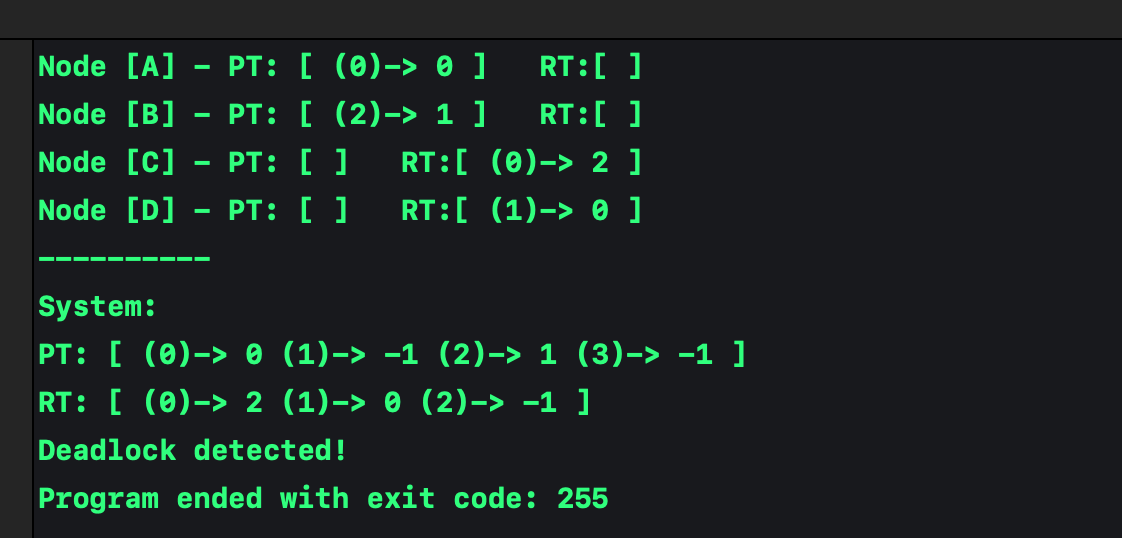 Node [A] – PT: [ (0)–> 0 ]   RT:[ ]
Node [B] – PT: [ (2)–> 1 ]   RT:[ ]
Node [C] – PT: [ ]   RT:[ (0)–> 2 ]
Node [D] – PT: [ ]   RT:[ (1)–> 0 ]
----------
System:
PT: [ (0)–> 0 (1)–> -1 (2)–> 1 (3)–> -1 ]
RT: [ (0)–> 2 (1)–> 0 (2)–> -1 ]
Deadlock detected!
Program ended with exit code: 255